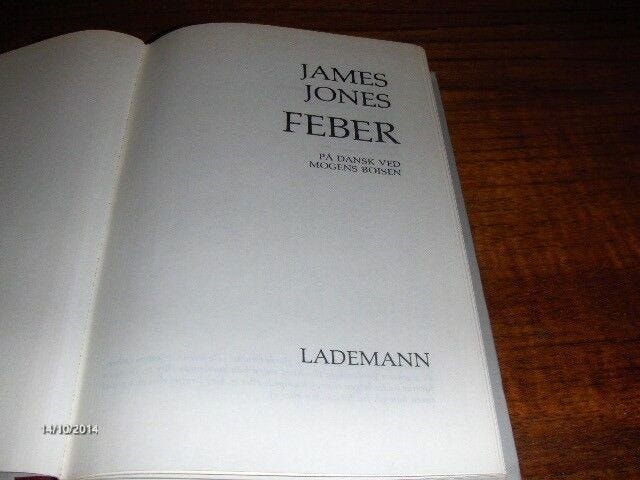 JAMES
JONES
FEBER
PÅ DANSK VED
MOGENS BOISEN
LADEMANN
14/10/2014